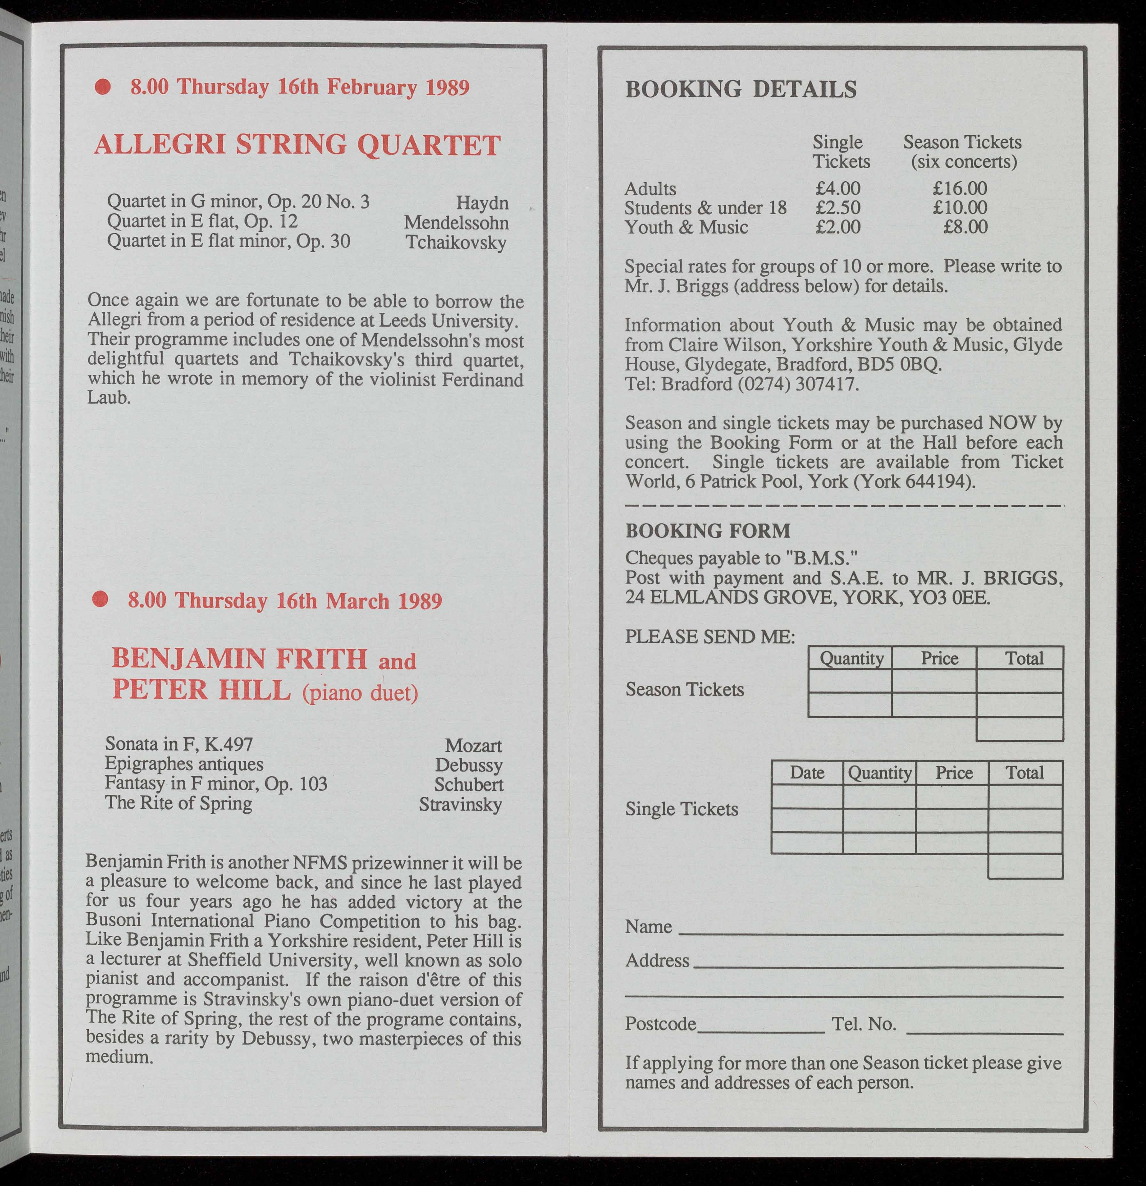 ● 8.00 Thursday 16th February 1989
ALLEGRI STRING QUARTET
Quartet in G minor, Op. 20 No. 3 Haydn
Quartet in E flat, Op. 12 Mendelssohn
Quartet in E flat minor, Op. 30 Tchaikovsky
Once again we are fortunate to be able to borrow the
Allegri from a period of residence at Leeds University.
Their programme includes one of Mendelssohn's most
delightful quartets and Tchaikovsky's third quartet,
which he wrote in memory of the violinist Ferdinand
Laub.
● 8.00 Thursday 16th March 1989
BENJAMIN FRITH and
PETER HILL (piano duet)
Sonata in F, K.497 Mozart
Epigraphes antiques Debussy
Fantasy in F minor, Op. 103 Schubert
The Rite of Spring Stravinsky
Benjamin Frith is another NFMS prizewinner it will be
a pleasure to welcome back, and since he last played
for us four years ago he has added victory at the
Busoni International Piano Competition to his bag.
Like Benjamin Frith a Yorkshire resident, Peter Hill is
a lecturer at Sheffield University, well known as solo
pianist and accompanist. If the raison d'être of this
programme is Stravinsky's own piano-duet version of
The Rite of Spring, the rest of the programe contains,
besides a rarity by Debussy, two masterpieces of this
medium.
BOOKING DETAILS
Single Season Tickets
Tickets (six concerts)
Adults £4.00 £16.00
Students & under 18 £2.50 £10.00
Youth & Music £2.00 £8.00
Special rates for groups of 10 or more. Please write to
Mr. J. Briggs (address below) for details.
Information about Youth & Music may be obtained
from Claire Wilson, Yorkshire Youth & Music, Glyde
House, Glydegate, Bradford, BD5 0BQ.
Tel: Bradford (0274) 307417.
Season and single tickets may be purchased NOW by
using the Booking Form or at the Hall before each
concert. Single tickets are available from Ticket
World, 6 Patrick Pool, York (York 644194).
BOOKING FORM
Cheques payable to "B.M.S."
Post with payment and S.A.E. to MR. J. BRIGGS,
24 ELMLANDS GROVE, YORK, YO3 0EE.
PLEASE SEND ME:
Quantity Price Total
Season Tickets
Date Quantity Price Total
Single Tickets
Name
Address
Postcode Tel. No.
If applying for more than one Season ticket please give
names and addresses of each person.